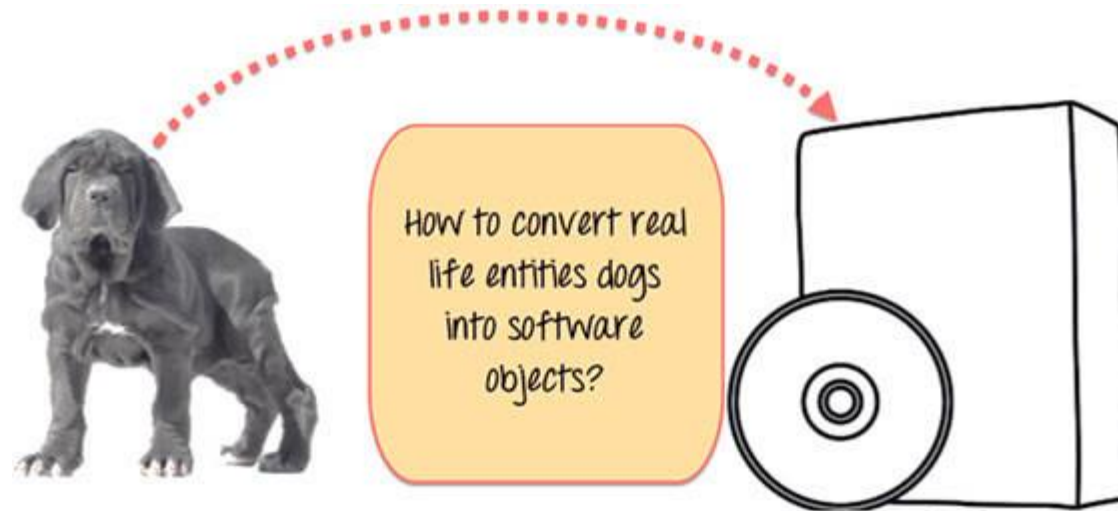 How to convert real
life entities dogs
into software
objects?